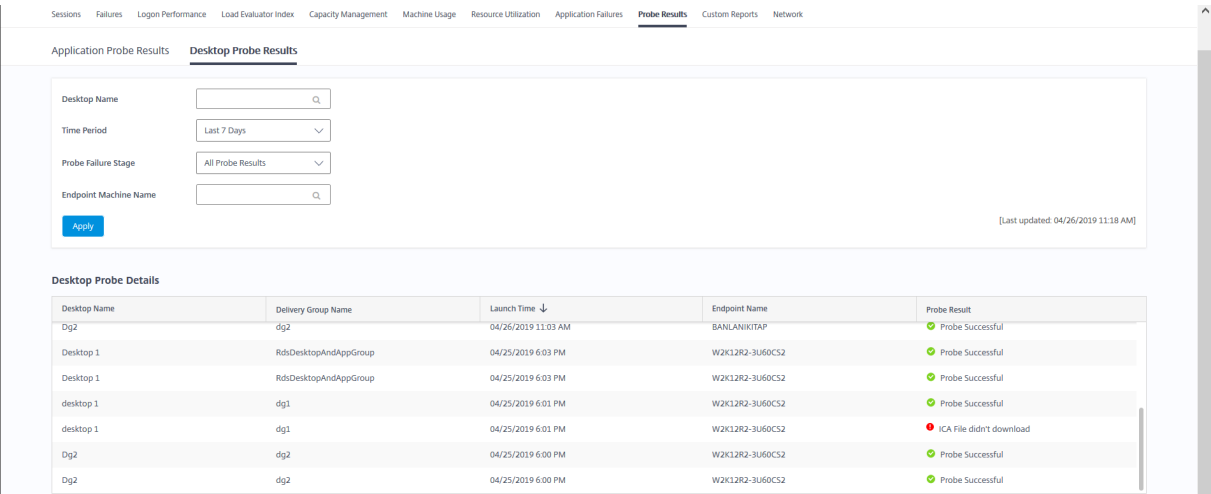 Sessions Failures Logon Performance Load Evaluator Index Capacity Management Machine Usage Resource Utilization Application Failures Probe Results Custom Reports Network
Application Probe Results Desktop Probe Results
Desktop Name
Time Period Last 7 Days
Probe Failure Stage All Probe Results
Endpoint Machine Name
Apply [Last updated: 04/26/2019 11:18 AM]
Desktop Probe Details
Desktop Name Delivery Group Name Launch Time Endpoint Name Probe Result
Dg2 dg2 04/26/2019 11:03 AM BANLANIKITAP Probe Successful
Desktop 1 RdsDesktopAndAppGroup 04/25/2019 6:03 PM W2K12R2-3U60CS2 Probe Successful
Desktop 1 RdsDesktopAndAppGroup 04/25/2019 6:03 PM W2K12R2-3U60CS2 Probe Successful
desktop 1 dg1 04/25/2019 6:01 PM W2K12R2-3U60CS2 Probe Successful
desktop 1 dg1 04/25/2019 6:01 PM W2K12R2-3U60CS2 ICA File didn't download
Dg2 dg2 04/25/2019 6:00 PM W2K12R2-3U60CS2 Probe Successful
Dg2 dg2 04/25/2019 6:00 PM W2K12R2-3U60CS2 Probe Successful